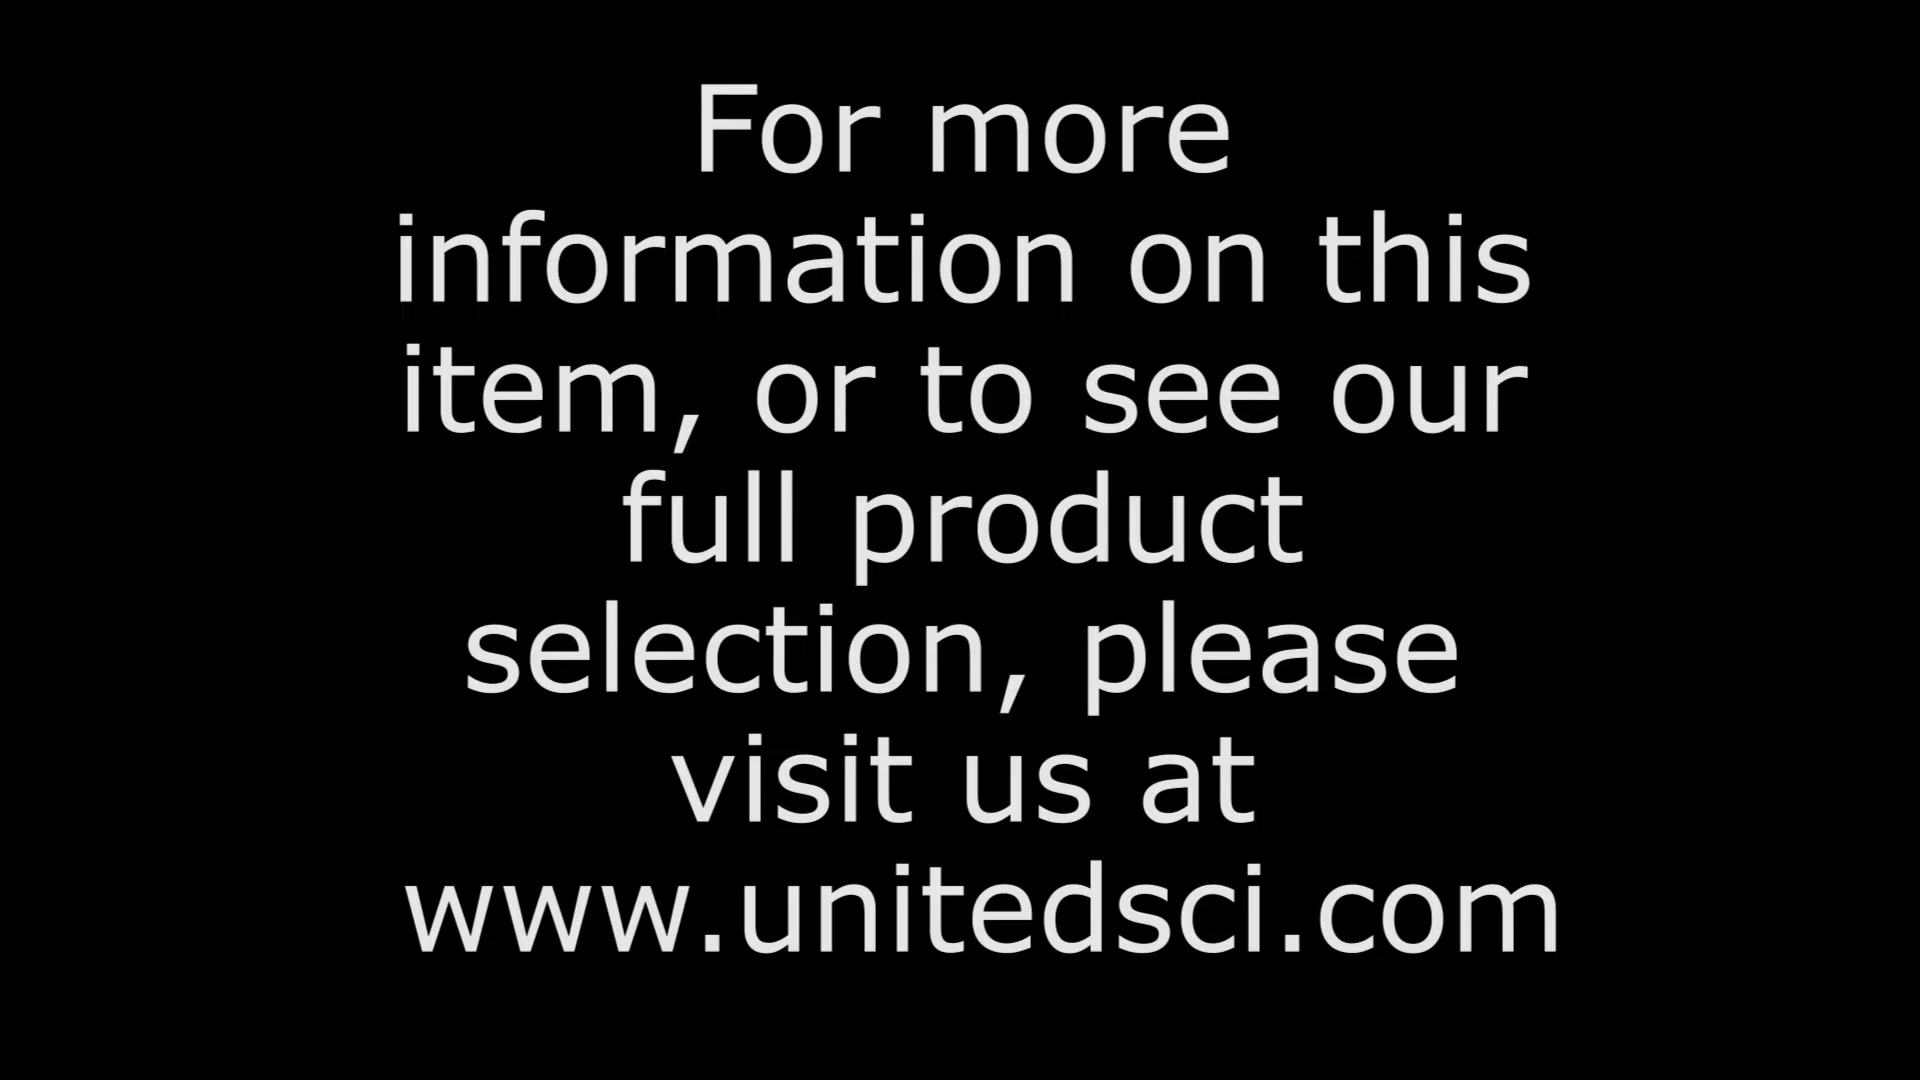 For more
information on this
item, or to see our
full product
selection, please
visit us at
www.unitedsci.com